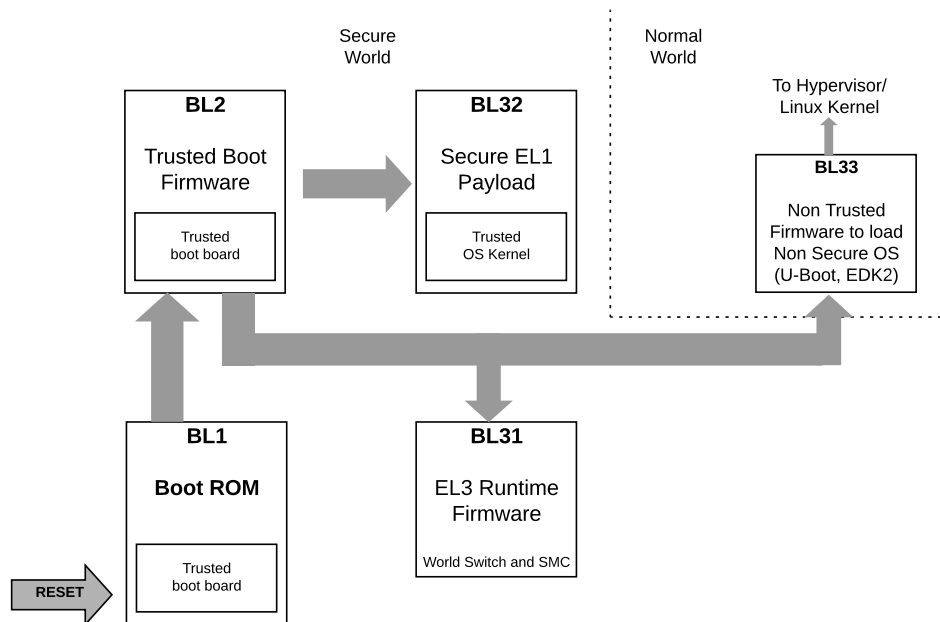 Secure
World
Normal
World
BL2
Trusted Boot
Firmware
Trusted
boot board
BL32
Secure EL1
Payload
Trusted
OS Kernel
To Hypervisor/
Linux Kernel
BL33
Non Trusted
Firmware to load
Non Secure OS
(U-Boot, EDK2)
BL1
Boot ROM
Trusted
boot board
RESET
BL31
EL3 Runtime
Firmware
World Switch and SMC